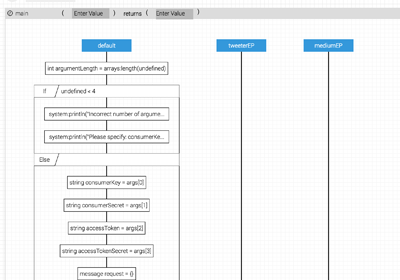 main ( Enter Value ) returns ( Enter Value )
default tweeterEP mediumEP
int argumentLength = arrays:length(undefined)
If undefined < 4
system:println("Incorrect number of argume...
system:println("Please specify: consumerKe...
Else
string consumerKey = args[0]
string consumerSecret = args[1]
string accessToken = args[2]
string accessTokenSecret = args[3]
message request = {}